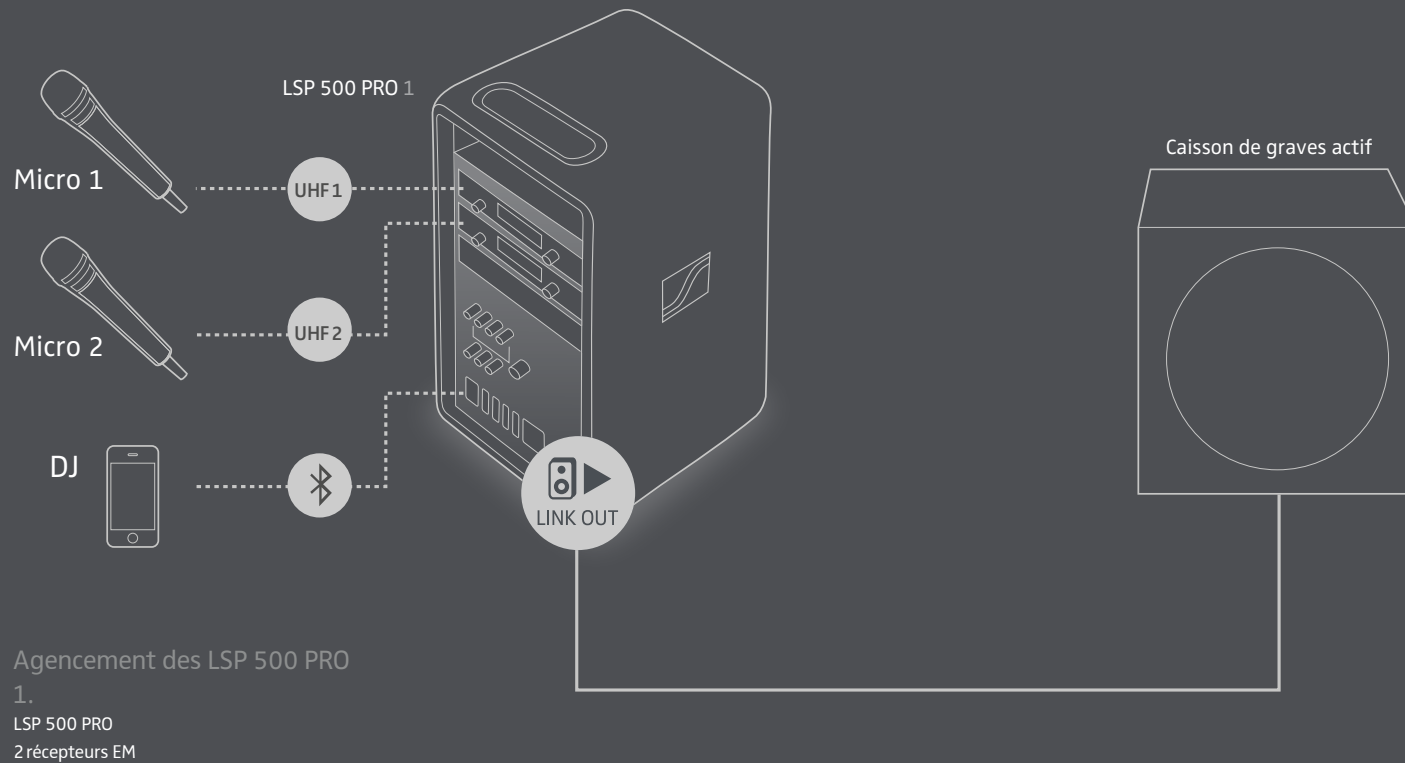 LSP 500 PRO 1
Caisson de graves actif
Micro 1
UHF 1
Micro 2
UHF 2
DJ
LINK OUT
Agencement des LSP 500 PRO
1.
LSP 500 PRO
2 récepteurs EM